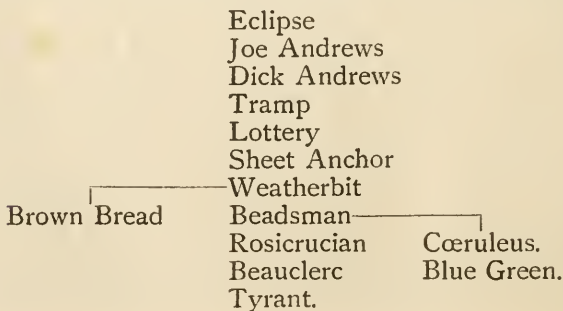 Eclipse
Joe Andrews
Dick Andrews
Tramp
Lottery
Sheet Anchor
Weatherbit
Brown Bread Beadsman
Rosicrucian Cœruleus.
Beauclerc Blue Green.
Tyrant.